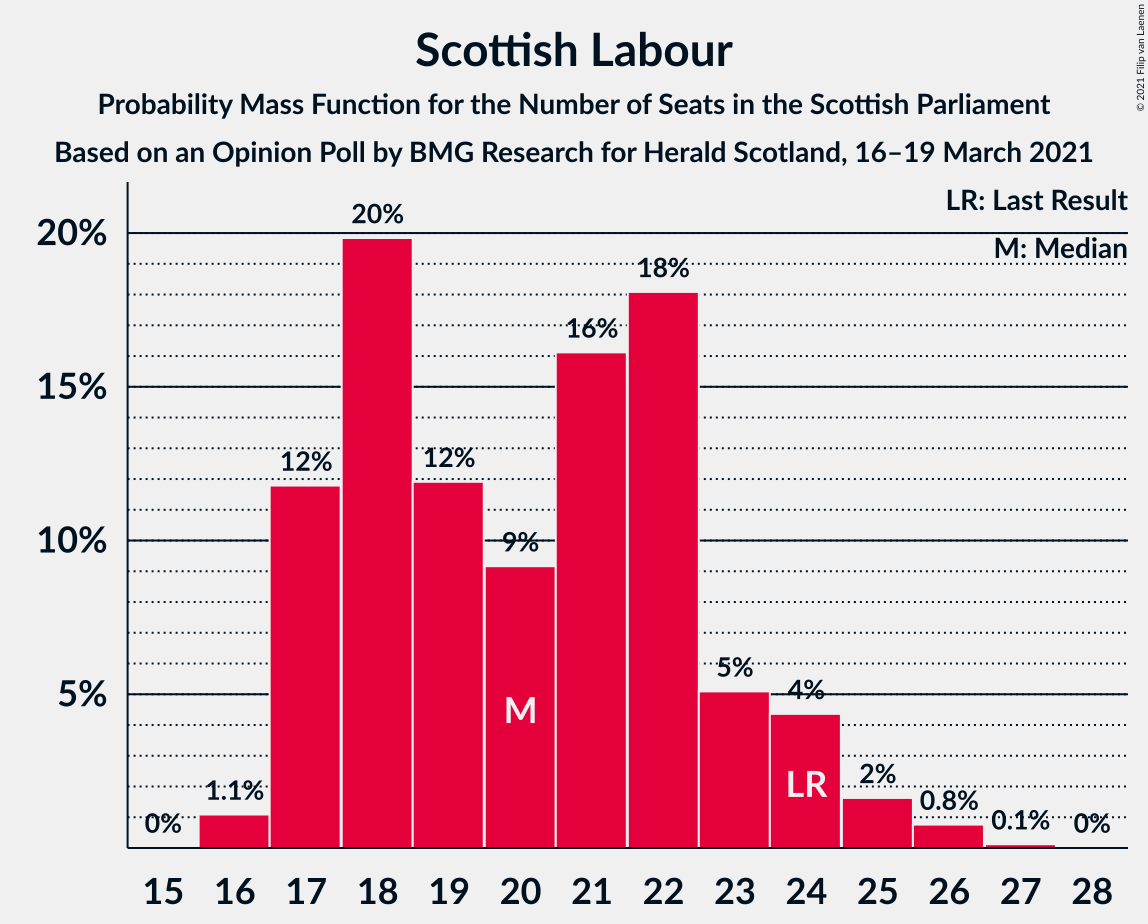 Scottish Labour
Probability Mass Function for the Number of Seats in the Scottish Parliament
Based on an Opinion Poll by BMG Research for Herald Scotland, 16–19 March 2021
© 2021 Filip van Laenen
LR: Last Result
M: Median
20%
15%
10%
5%
0%
1.1%
12%
20%
12%
9%
16%
18%
5%
4%
2%
0.8%
0.1%
0%
M
LR
15 16 17 18 19 20 21 22 23 24 25 26 27 28